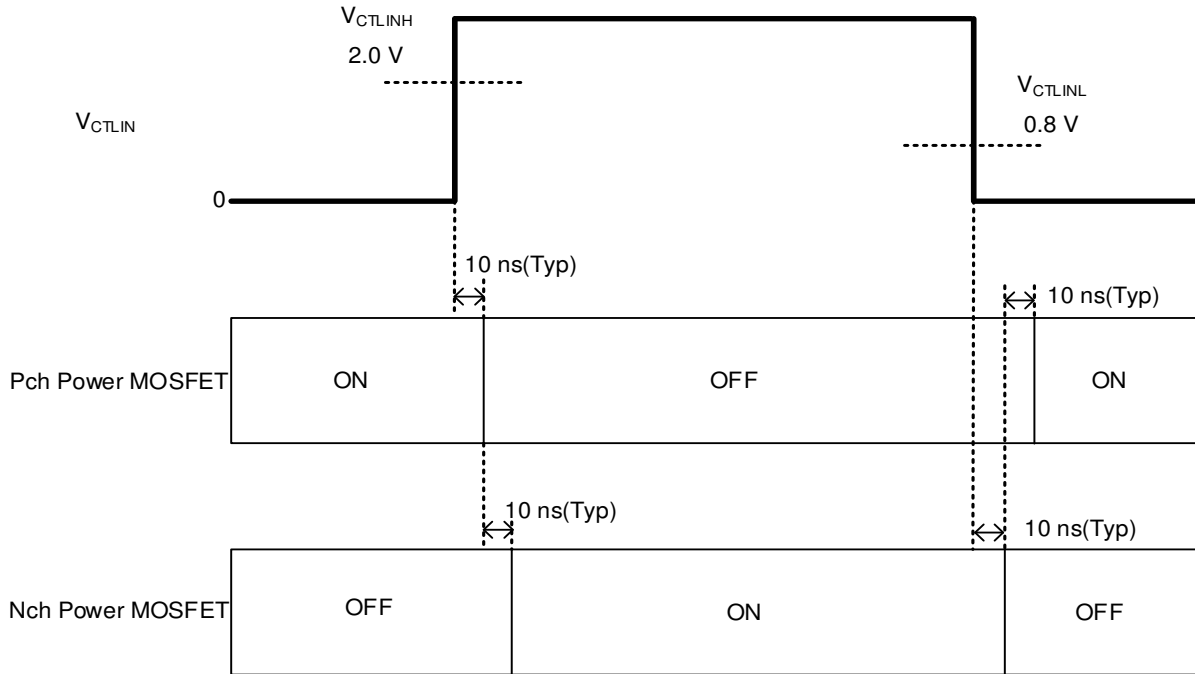 VCTLINH
2.0 V
VCTLINL
0.8 V
VCTLIN
0
10 ns(Typ)
10 ns(Typ)
Pch Power MOSFET
ON
OFF
ON
10 ns(Typ)
10 ns(Typ)
Nch Power MOSFET
OFF
ON
OFF